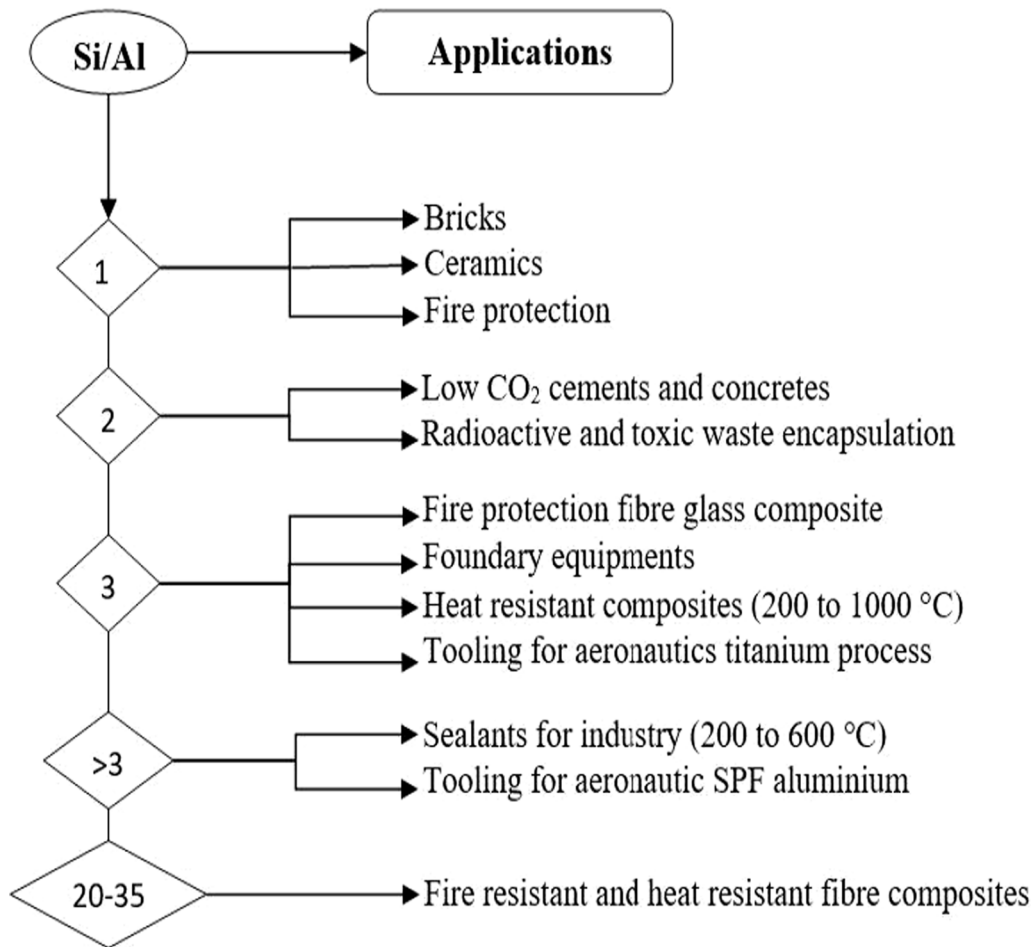 Si/Al
Applications
1
Bricks
Ceramics
Fire protection
2
Low CO₂ cements and concretes
Radioactive and toxic waste encapsulation
3
Fire protection fibre glass composite
Foundary equipments
Heat resistant composites (200 to 1000 °C)
Tooling for aeronautics titanium process
>3
Sealants for industry (200 to 600 °C)
Tooling for aeronautic SPF aluminium
20-35
Fire resistant and heat resistant fibre composites